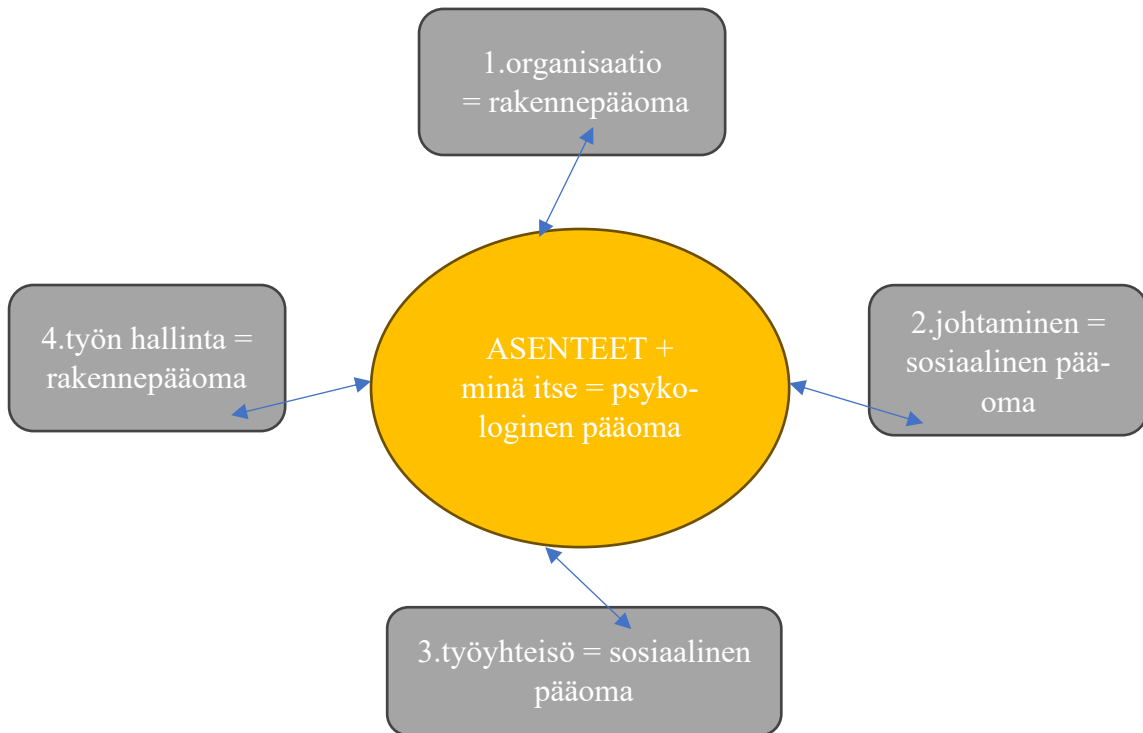 1.organisaatio
= rakennepääoma
4.työn hallinta =
rakennepääoma
ASENTEET +
minä itse = psyko-
loginen pääoma
2.johtaminen =
sosiaalinen pää-
oma
3.työyhteisö = sosiaalinen
pääoma